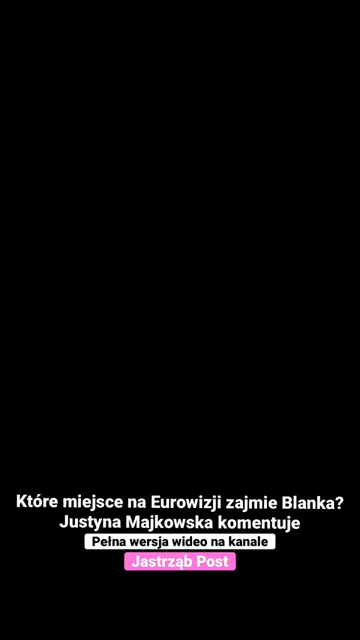 Które miejsce na Eurowizji zajmie Blanka?
Justyna Majkowska komentuje
Pełna wersja wideo na kanale
Jastrząb Post